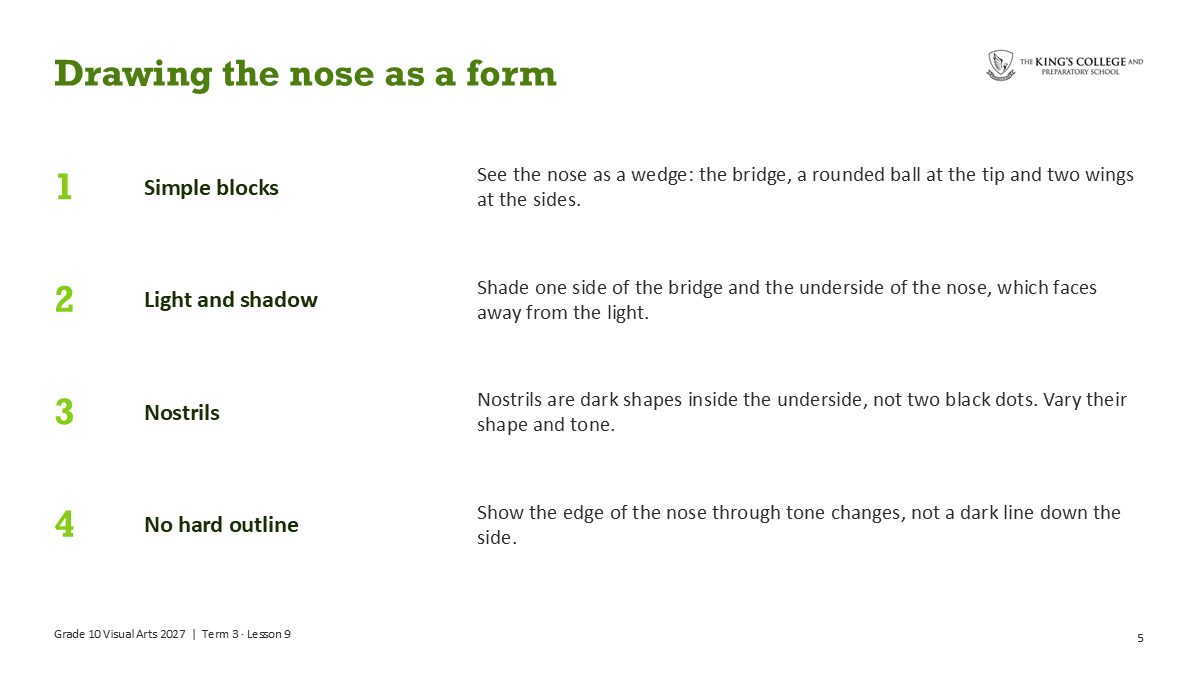 Drawing the nose as a form
THE KING'S COLLEGE AND
PREPARATORY SCHOOL
1
Simple blocks
See the nose as a wedge: the bridge, a rounded ball at the tip and two wings
at the sides.
2
Light and shadow
Shade one side of the bridge and the underside of the nose, which faces
away from the light.
3
Nostrils
Nostrils are dark shapes inside the underside, not two black dots. Vary their
shape and tone.
4
No hard outline
Show the edge of the nose through tone changes, not a dark line down the
side.
Grade 10 Visual Arts 2027 | Term 3 · Lesson 9
5